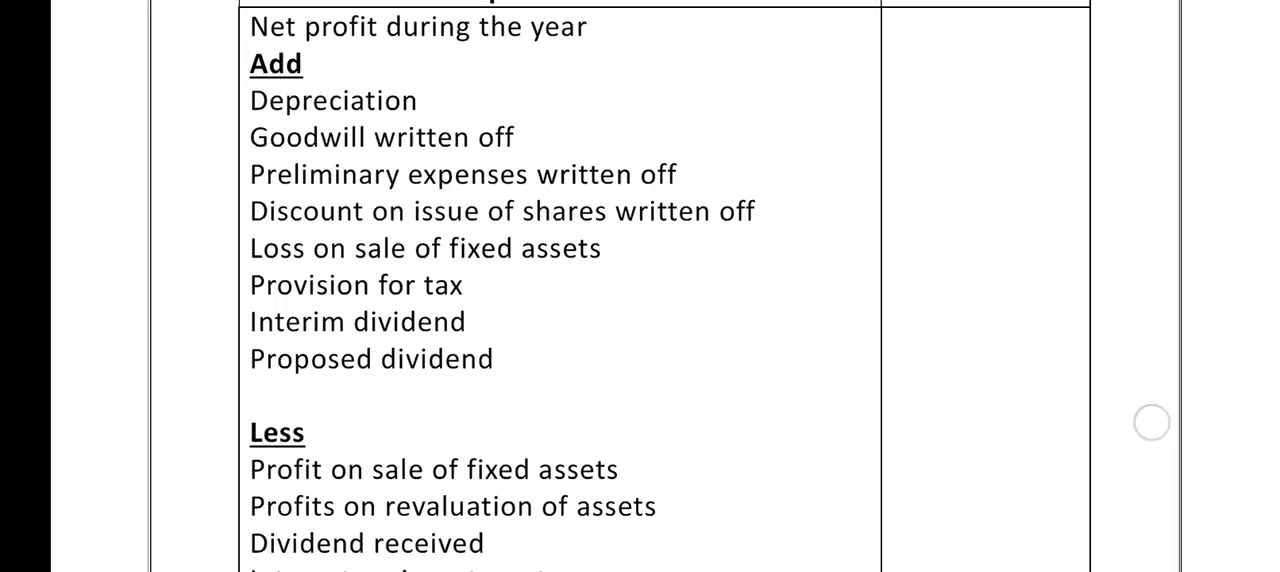 Net profit during the year
Add
Depreciation
Goodwill written off
Preliminary expenses written off
Discount on issue of shares written off
Loss on sale of fixed assets
Provision for tax
Interim dividend
Proposed dividend
Less
Profit on sale of fixed assets
Profits on revaluation of assets
Dividend received